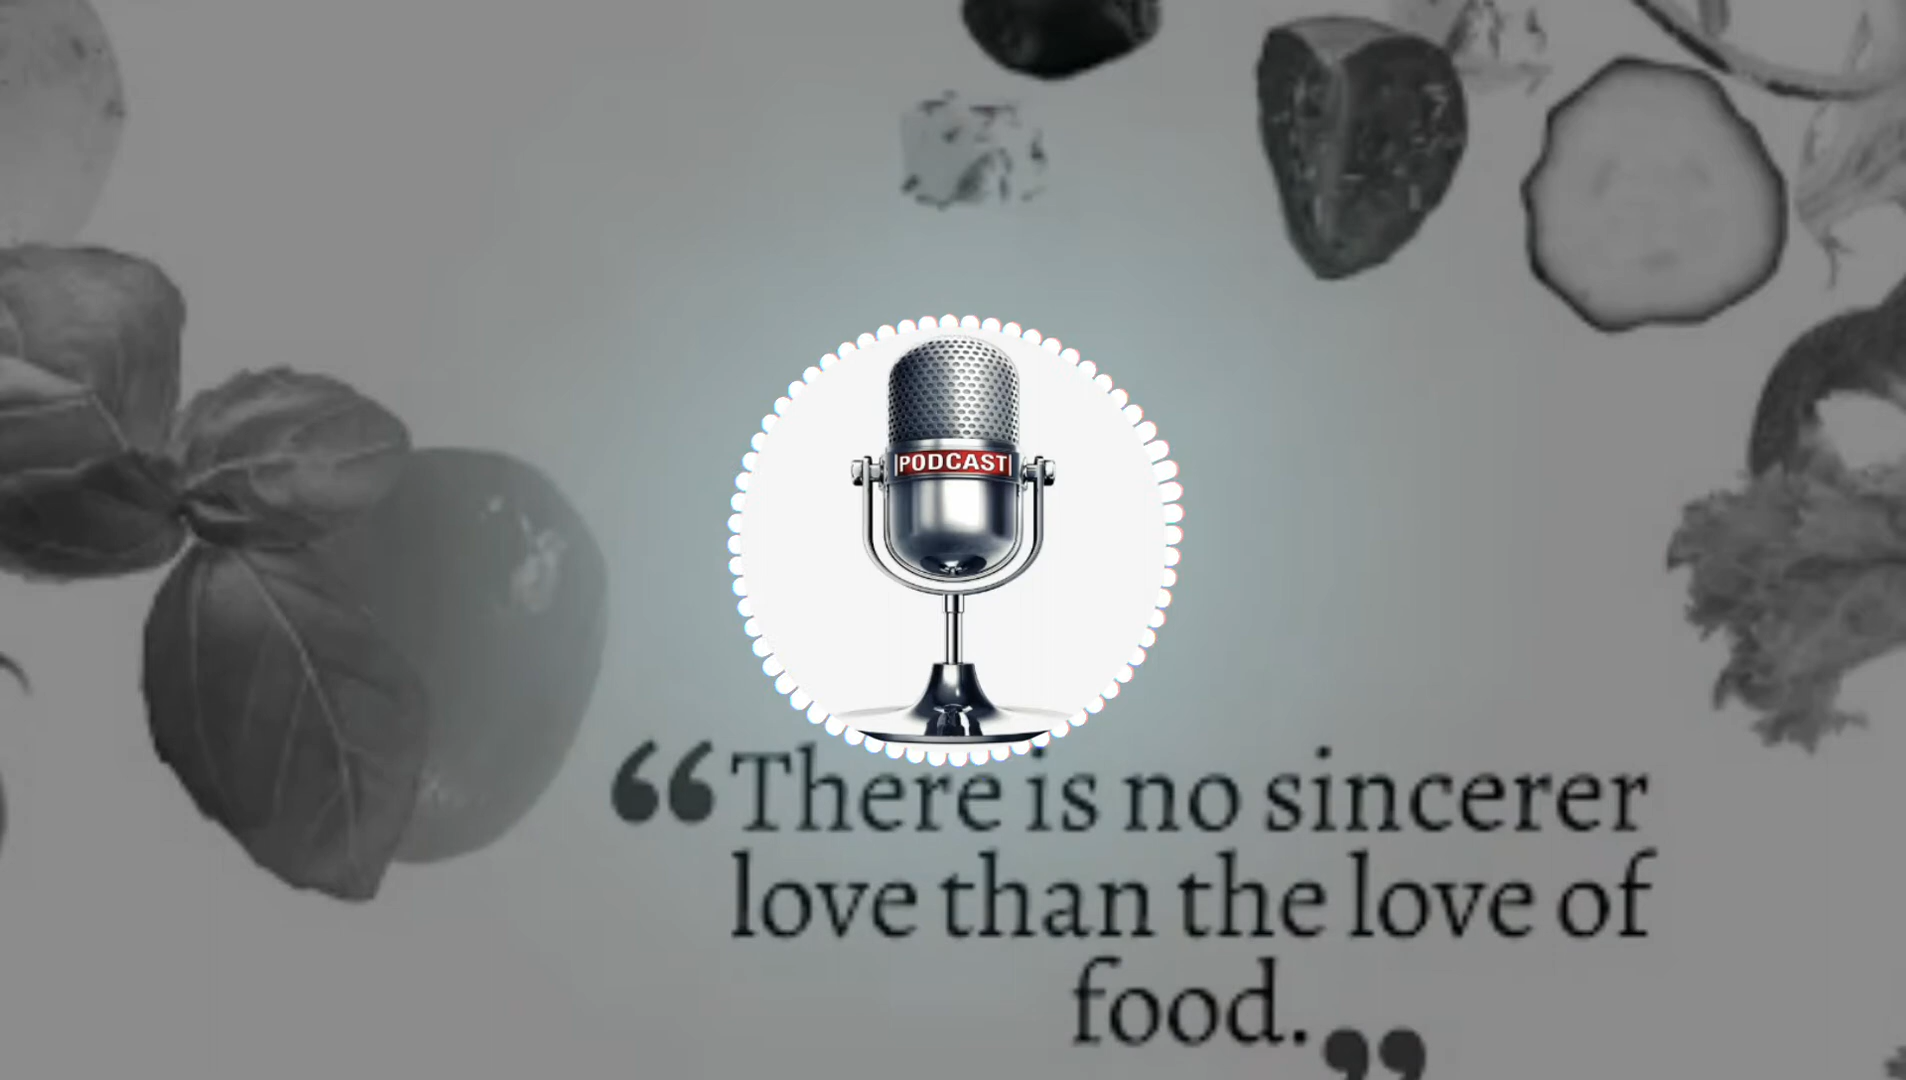 PODCAST
“There is no sincerer
love than the love of
food.”